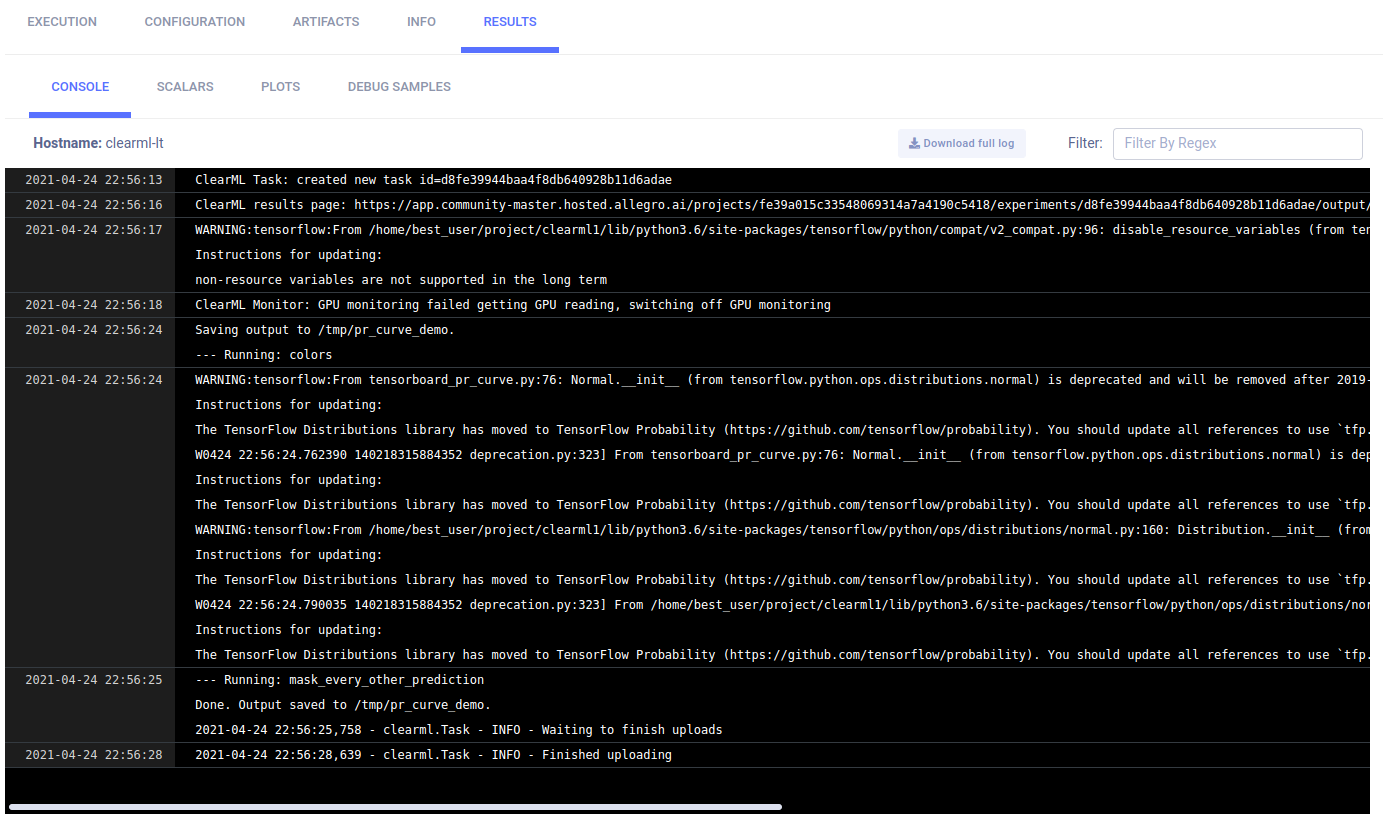 EXECUTION CONFIGURATION ARTIFACTS INFO RESULTS
CONSOLE SCALARS PLOTS DEBUG SAMPLES
Hostname: clearml-lt Download full log Filter: Filter By Regex
2021-04-24 22:56:13 ClearML Task: created new task id=d8fe39944baa4f8db640928b11d6adae
2021-04-24 22:56:16 ClearML results page: https://app.community-master.hosted.allegro.ai/projects/fe39a015c33548069314a7a4190c5418/experiments/d8fe39944baa4f8db640928b11d6adae/output/
2021-04-24 22:56:17 WARNING:tensorflow:From /home/best_user/project/clearml1/lib/python3.6/site-packages/tensorflow/python/compat/v2_compat.py:96: disable_resource_variables (from ten
Instructions for updating:
non-resource variables are not supported in the long term
2021-04-24 22:56:18 ClearML Monitor: GPU monitoring failed getting GPU reading, switching off GPU monitoring
2021-04-24 22:56:24 Saving output to /tmp/pr_curve_demo.
--- Running: colors
2021-04-24 22:56:24 WARNING:tensorflow:From tensorboard_pr_curve.py:76: Normal.__init__ (from tensorflow.python.ops.distributions.normal) is deprecated and will be removed after 2019-
Instructions for updating:
The TensorFlow Distributions library has moved to TensorFlow Probability (https://github.com/tensorflow/probability). You should update all references to use `tfp.
W0424 22:56:24.762390 140218315884352 deprecation.py:323] From tensorboard_pr_curve.py:76: Normal.__init__ (from tensorflow.python.ops.distributions.normal) is dep
Instructions for updating:
The TensorFlow Distributions library has moved to TensorFlow Probability (https://github.com/tensorflow/probability). You should update all references to use `tfp.
WARNING:tensorflow:From /home/best_user/project/clearml1/lib/python3.6/site-packages/tensorflow/python/ops/distributions/normal.py:160: Distribution.__init__ (from
Instructions for updating:
The TensorFlow Distributions library has moved to TensorFlow Probability (https://github.com/tensorflow/probability). You should update all references to use `tfp.
W0424 22:56:24.790035 140218315884352 deprecation.py:323] From /home/best_user/project/clearml1/lib/python3.6/site-packages/tensorflow/python/ops/distributions/nor
Instructions for updating:
The TensorFlow Distributions library has moved to TensorFlow Probability (https://github.com/tensorflow/probability). You should update all references to use `tfp.
2021-04-24 22:56:25 --- Running: mask_every_other_prediction
Done. Output saved to /tmp/pr_curve_demo.
2021-04-24 22:56:25,758 - clearml.Task - INFO - Waiting to finish uploads
2021-04-24 22:56:28 2021-04-24 22:56:28,639 - clearml.Task - INFO - Finished uploading